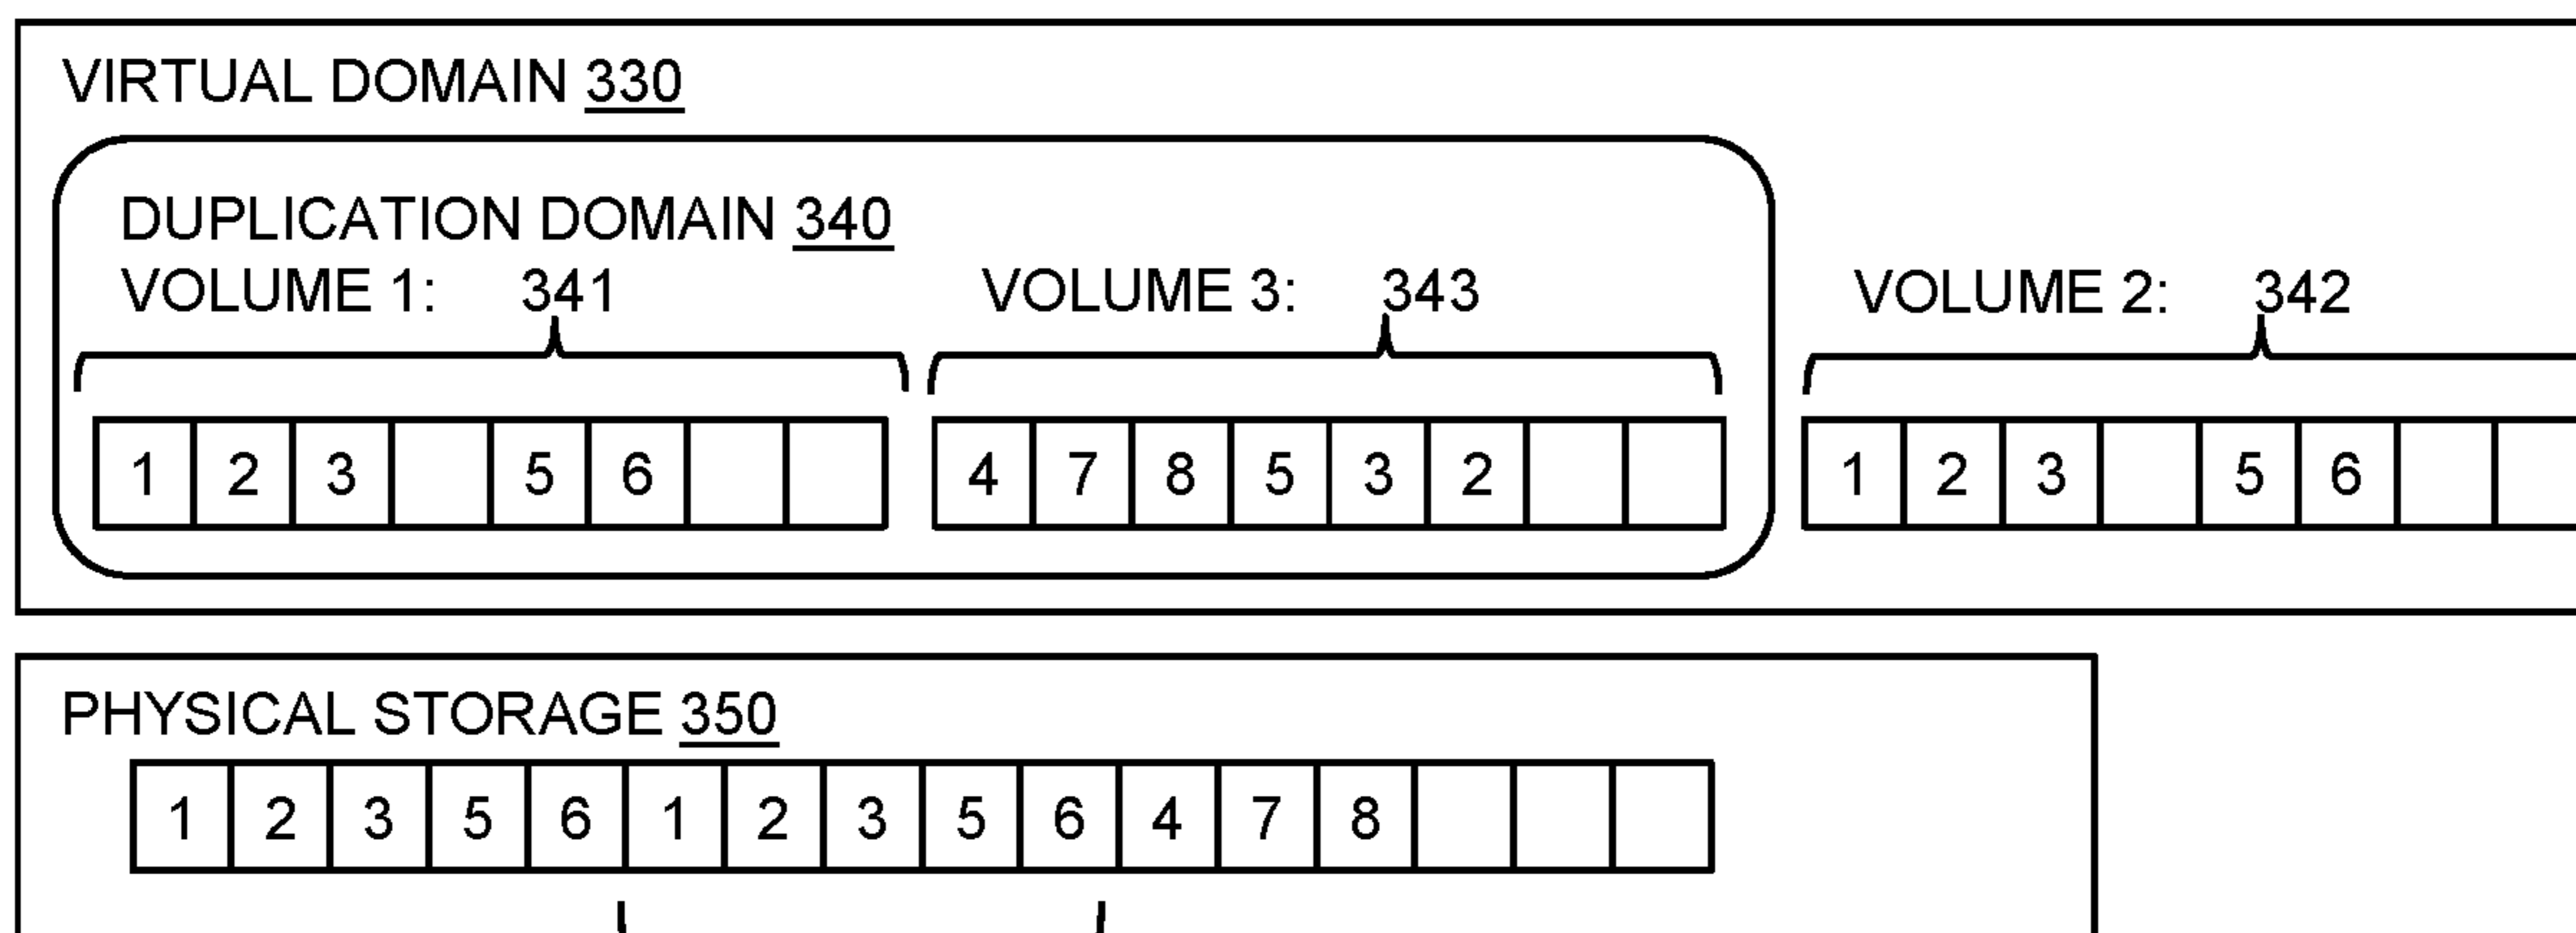 VIRTUAL DOMAIN 330
DUPLICATION DOMAIN 340
VOLUME 1: 341 VOLUME 3: 343 VOLUME 2: 342
1 2 3 5 6 4 7 8 5 3 2 1 2 3 5 6
PHYSICAL STORAGE 350
1 2 3 5 6 1 2 3 5 6 4 7 8